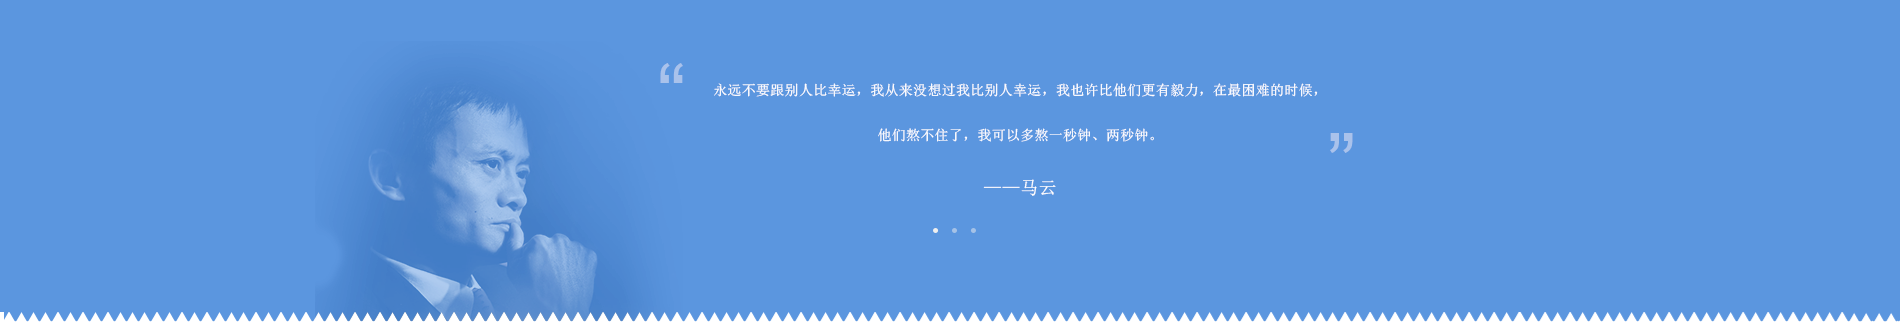 “
永远不要跟别人比幸运，我从来没想过我比别人幸运，我也许比他们更有毅力，在最困难的时候，
他们熬不住了，我可以多熬一秒钟、两秒钟。
”
——马云